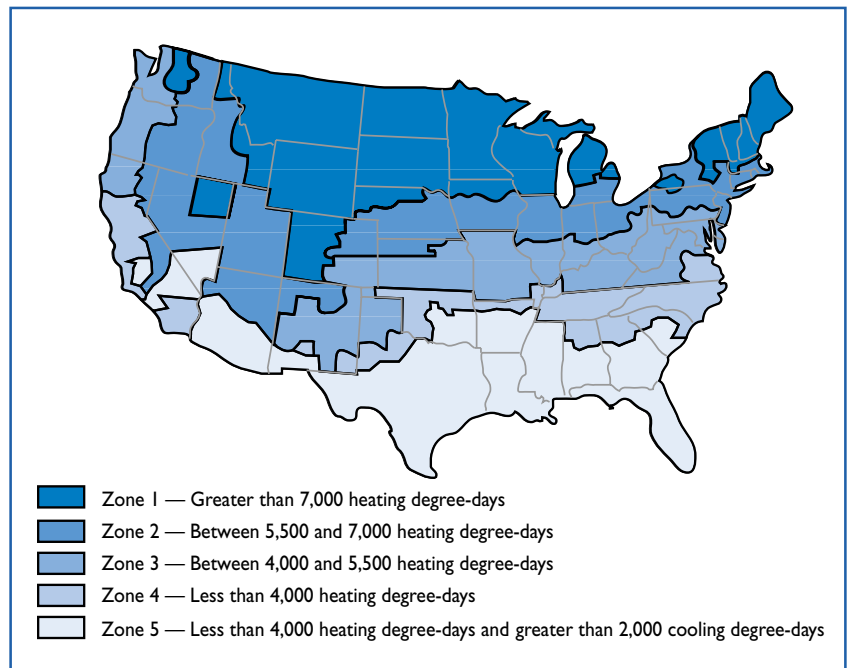 Zone 1 — Greater than 7,000 heating degree-days
Zone 2 — Between 5,500 and 7,000 heating degree-days
Zone 3 — Between 4,000 and 5,500 heating degree-days
Zone 4 — Less than 4,000 heating degree-days
Zone 5 — Less than 4,000 heating degree-days and greater than 2,000 cooling degree-days